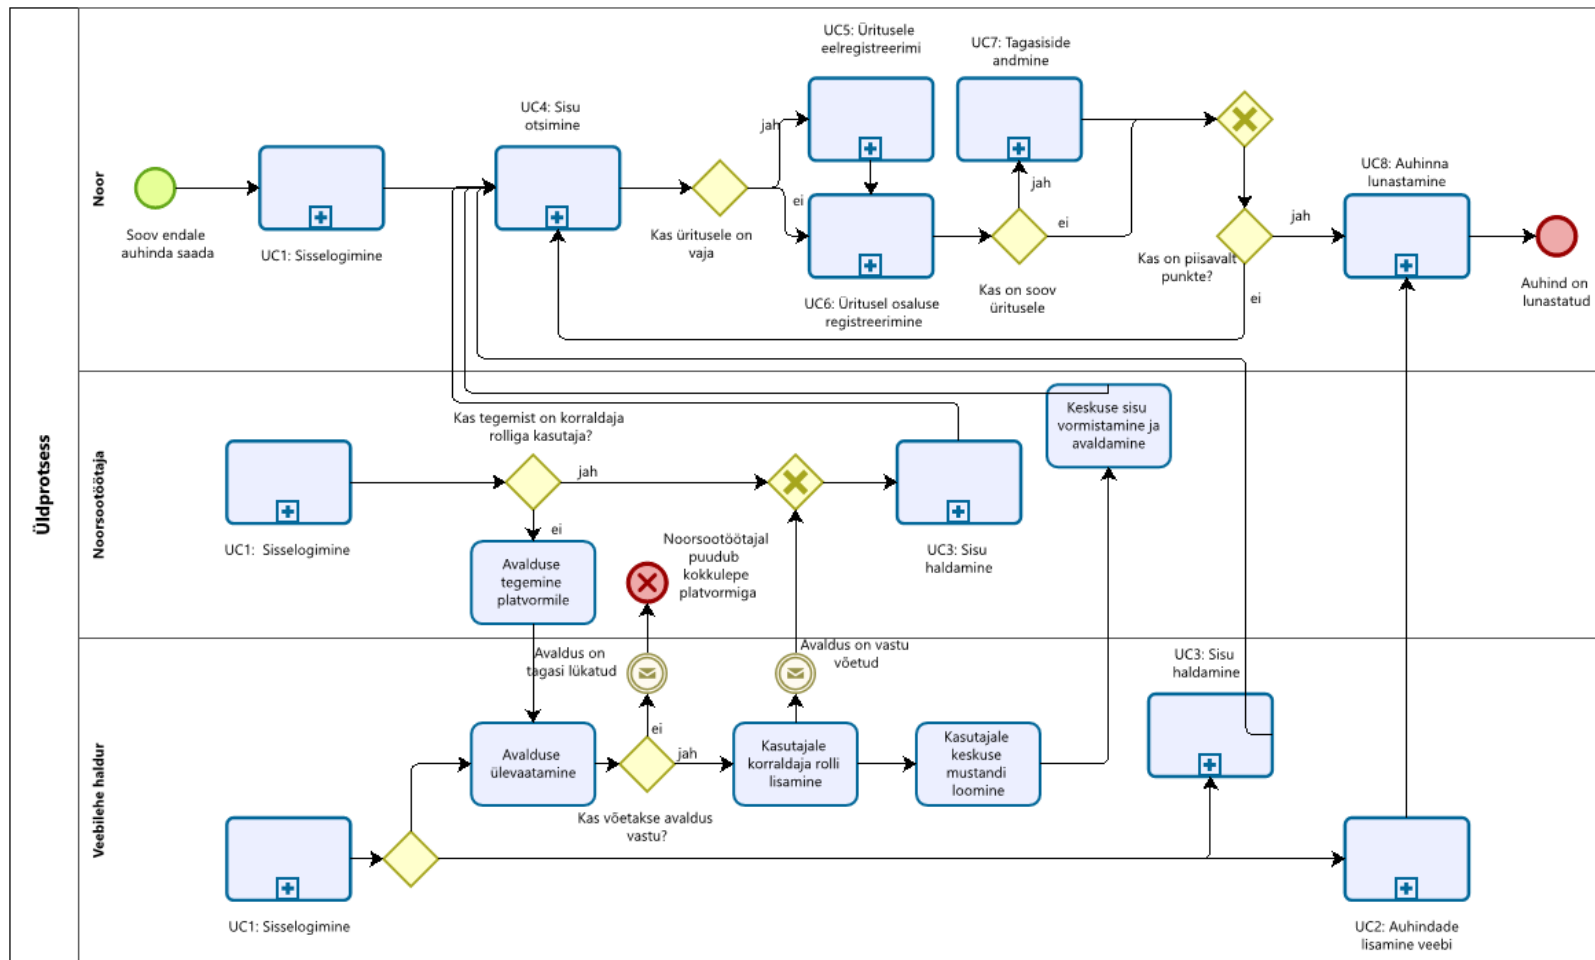 Üldprotsess
Noor
Soov endale
auhinda saada
UC1: Sisselogimine
UC4: Sisu
otsimine
Kas üritusele on
vaja
jah
ei
UC5: Üritusele
eelregistreerimi
UC6: Üritusel osaluse
registreerimine
Kas on soov
üritusele
jah
ei
UC7: Tagasiside
andmine
Kas on piisavalt
punkte?
jah
ei
UC8: Auhinna
lunastamine
Auhind on
lunastatud
Noorsootöötaja
UC1:  Sisselogimine
Kas tegemist on korraldaja
rolliga kasutaja?
jah
ei
Avalduse
tegemine
platvormile
Noorsootöötajal
puudub
kokkulepe
platvormiga
UC3: Sisu
haldamine
Keskuse sisu
vormistamine ja
avaldamine
Veebilehe haldur
UC1: Sisselogimine
Avalduse
ülevaatamine
Avaldus on
tagasi lükatud
ei
jah
Kas võetakse avaldus
vastu?
Avaldus on vastu
võetud
Kasutajale
korraldaja rolli
lisamine
Kasutajale
keskuse
mustandi
loomine
UC3: Sisu
haldamine
UC2: Auhindade
lisamine veebi